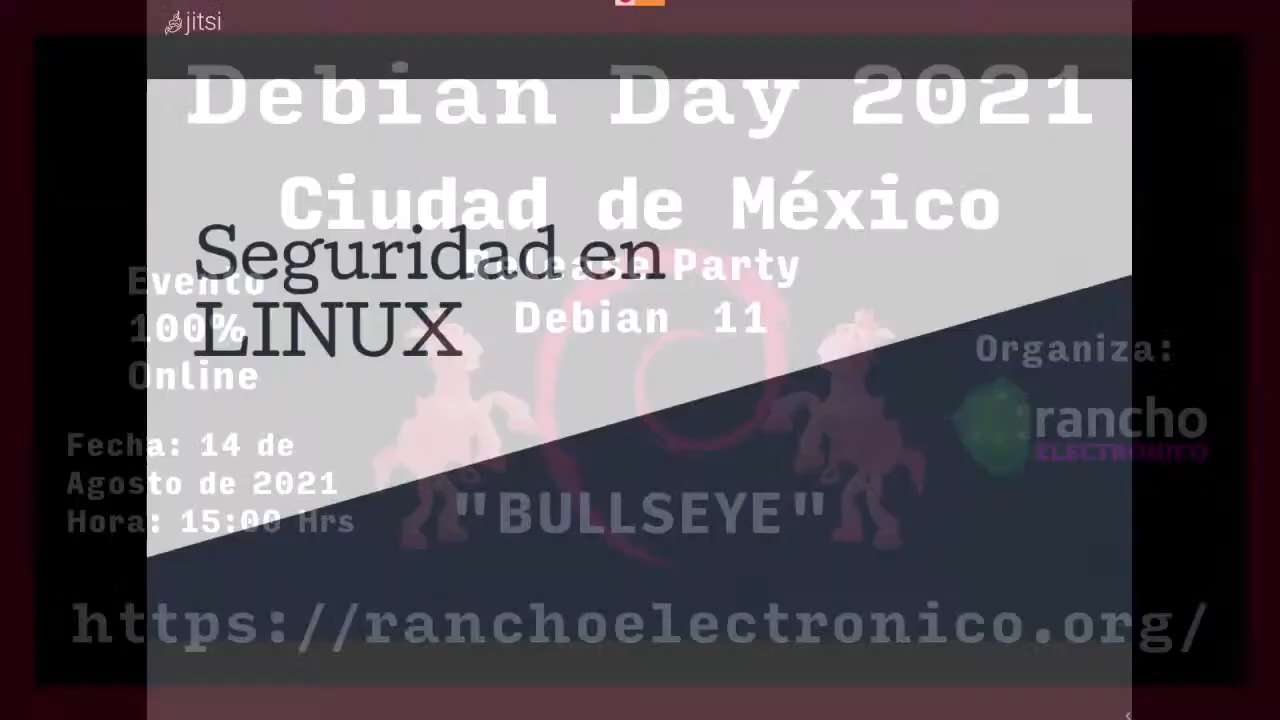 jitsi
Debian Day 2021
Ciudad de México
Release Party
Debian 11
Seguridad en
LINUX
Evento
100%
Online
Organiza:
rancho
ELECTRÓNICO
Fecha: 14 de
Agosto de 2021
Hora: 15:00 Hrs
"BULLSEYE"
https://ranchoelectronico.org/